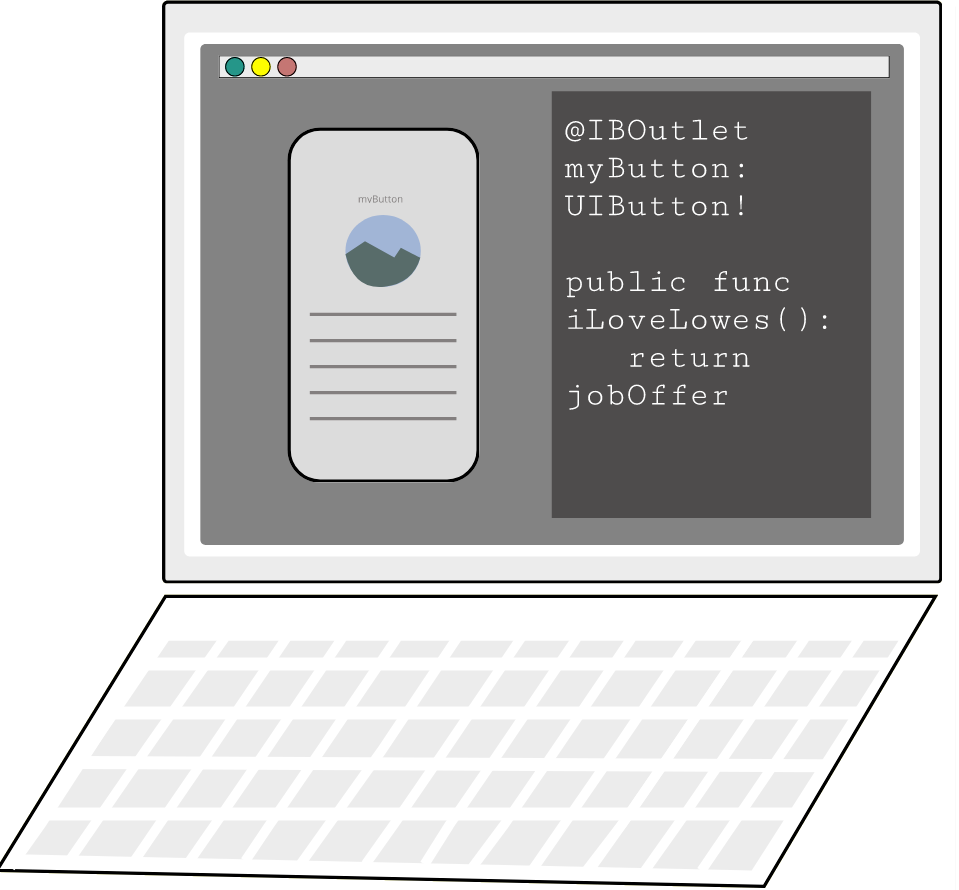 myButton
@IBOutlet
myButton:
UIButton!
public func
iLoveLowes():
return
jobOffer